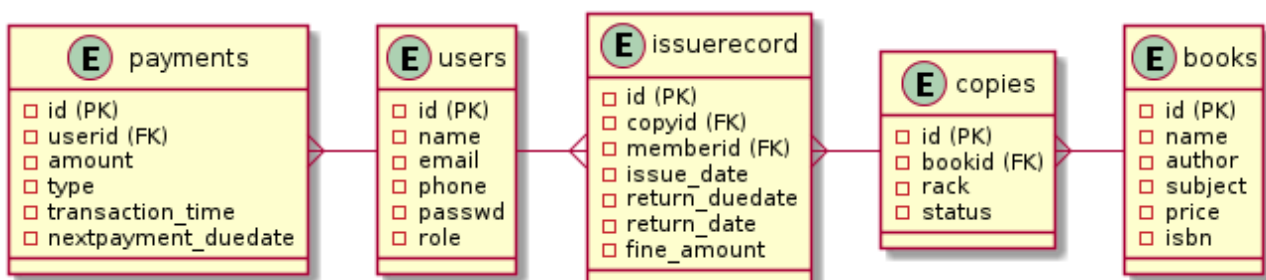 E payments
id (PK)
userid (FK)
amount
type
transaction_time
nextpayment_duedate
E users
id (PK)
name
email
phone
passwd
role
E issuerecord
id (PK)
copyid (FK)
memberid (FK)
issue_date
return_duedate
return_date
fine_amount
E copies
id (PK)
bookid (FK)
rack
status
E books
id (PK)
name
author
subject
price
isbn